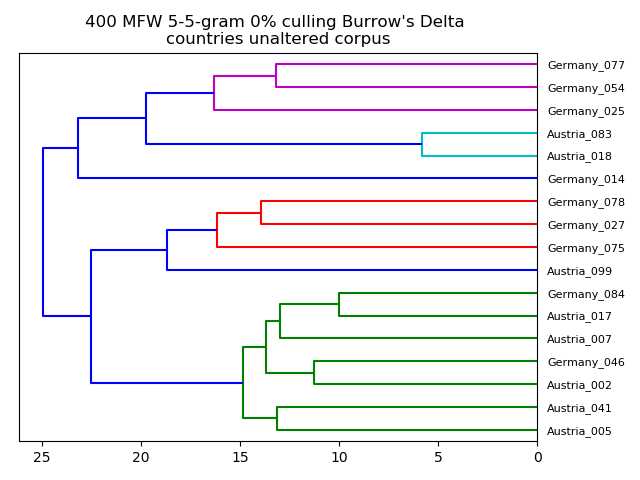 400 MFW 5-5-gram 0% culling Burrow's Delta
countries unaltered corpus
Germany_077
Germany_054
Germany_025
Austria_083
Austria_018
Germany_014
Germany_078
Germany_027
Germany_075
Austria_099
Germany_084
Austria_017
Austria_007
Germany_046
Austria_002
Austria_041
Austria_005
25 20 15 10 5 0